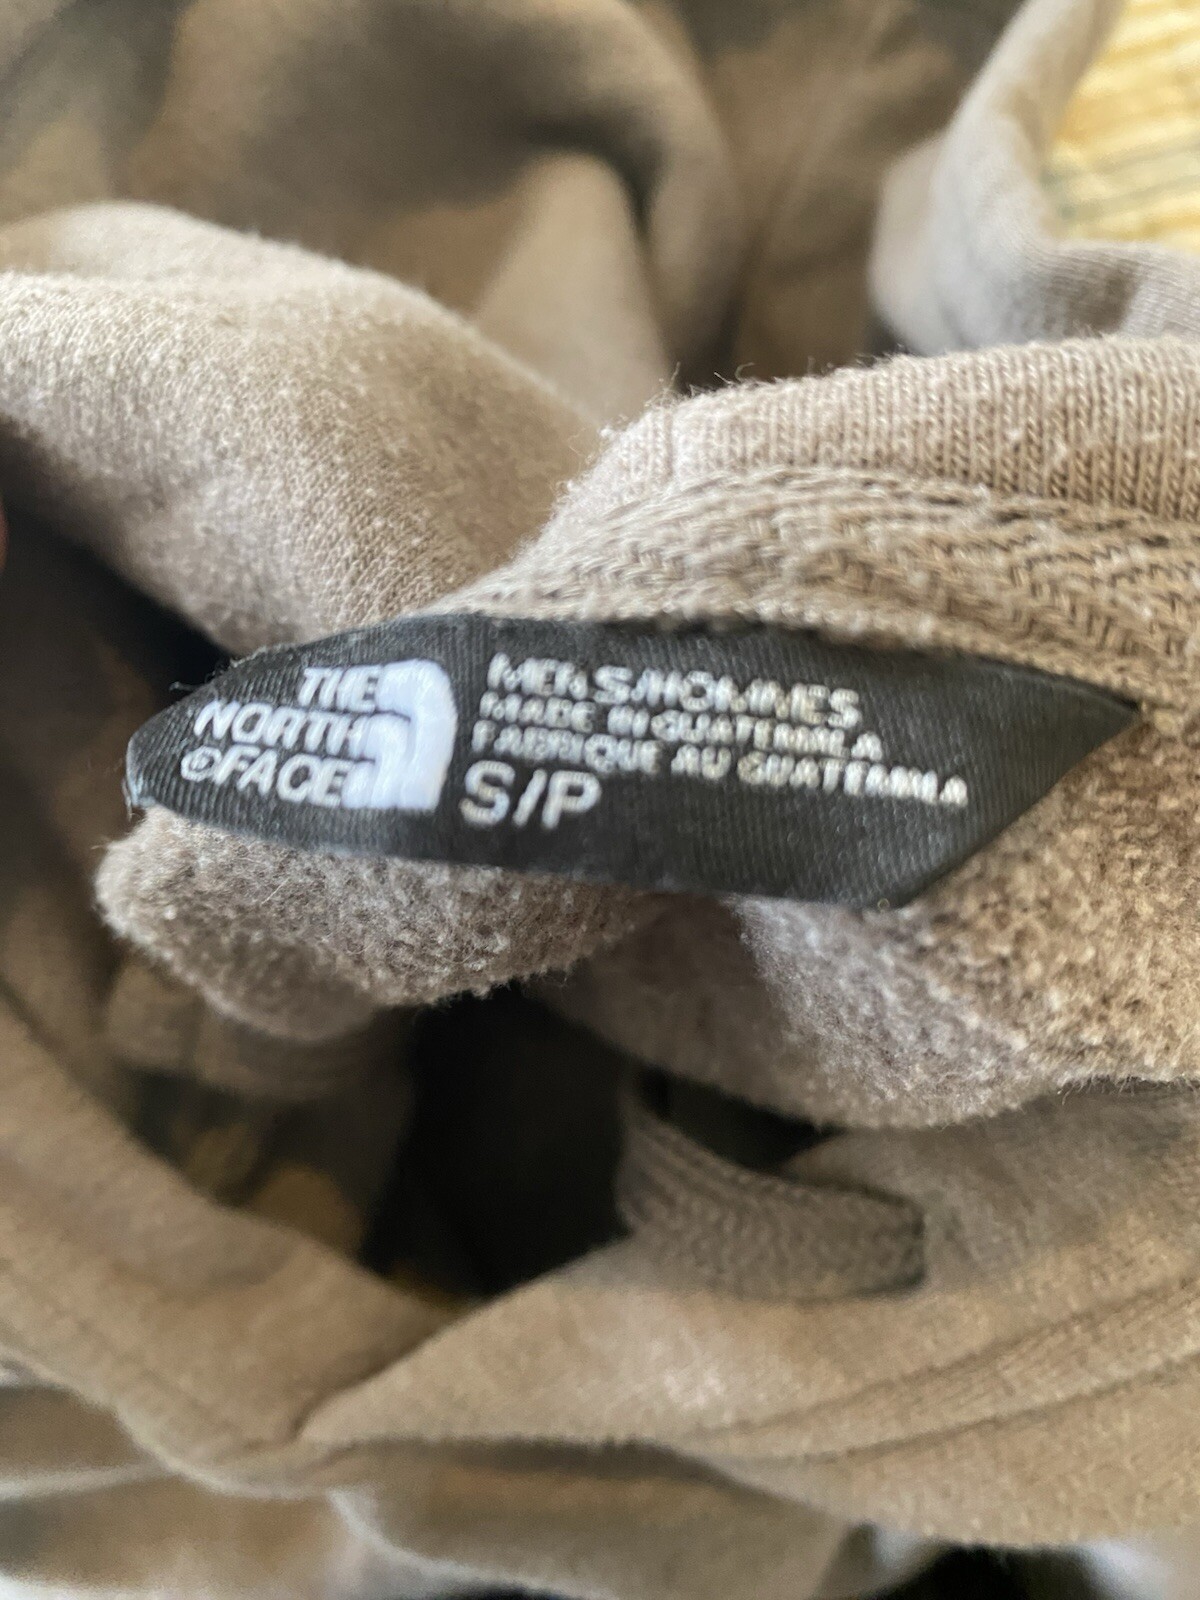 THE
NORTH
©FACE
MEN'S/HOMMES
MADE IN GUATEMALA
FABRIQUE AU GUATEMALA
S/P